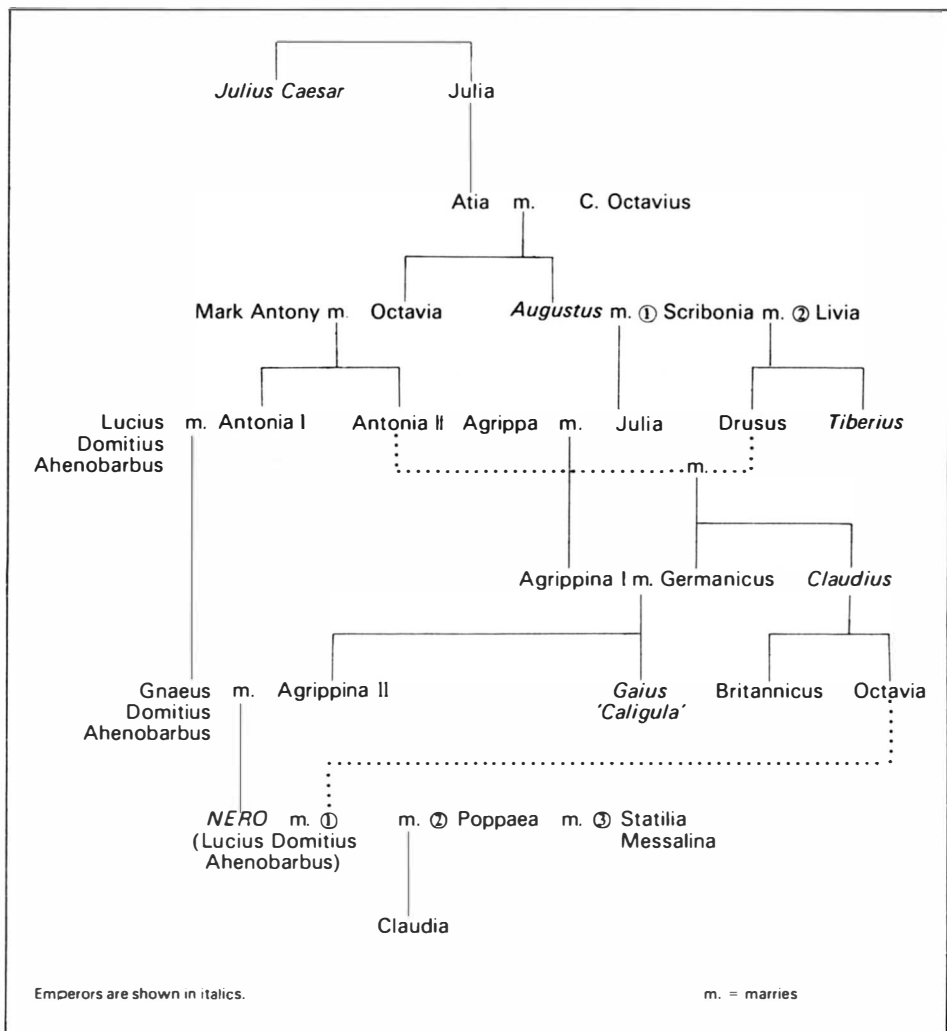 Julius Caesar Julia
Atia m. C. Octavius
Mark Antony m. Octavia Augustus m. ① Scribonia m. ② Livia
Lucius m. Antonia I Antonia II Agrippa m. Julia Drusus Tiberius
Domitius
Ahenobarbus
m.
Agrippina I m. Germanicus Claudius
Gnaeus m. Agrippina II Gaius Britannicus Octavia
Domitius 'Caligula'
Ahenobarbus
NERO m. ① m. ② Poppaea m. ③ Statilia
(Lucius Domitius Messalina
Ahenobarbus)
Claudia
Emperors are shown in italics. m. = marries